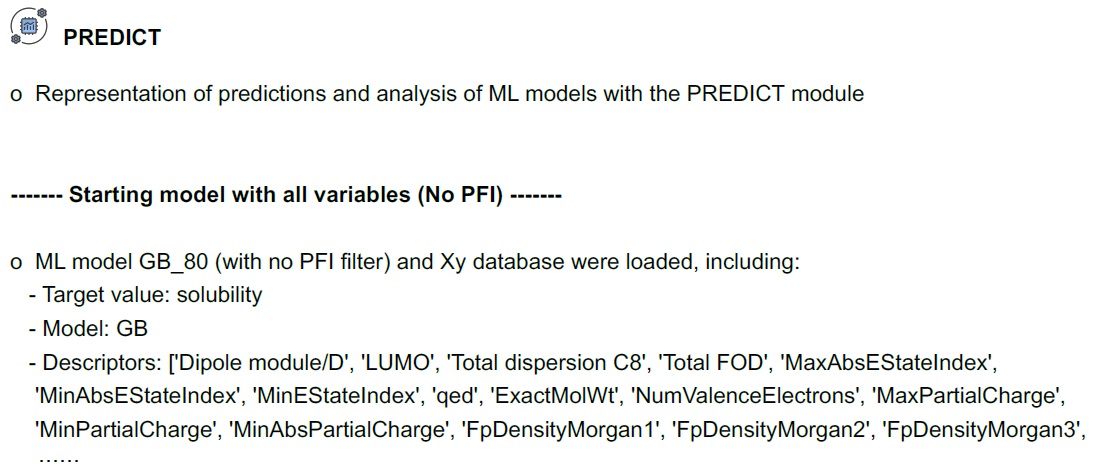 PREDICT
o Representation of predictions and analysis of ML models with the PREDICT module
------- Starting model with all variables (No PFI) -------
o ML model GB_80 (with no PFI filter) and Xy database were loaded, including:
- Target value: solubility
- Model: GB
- Descriptors: ['Dipole module/D', 'LUMO', 'Total dispersion C8', 'Total FOD', 'MaxAbsEStateIndex',
'MinAbsEStateIndex', 'MinEStateIndex', 'qed', 'ExactMolWt', 'NumValenceElectrons', 'MaxPartialCharge',
'MinPartialCharge', 'MinAbsPartialCharge', 'FpDensityMorgan1', 'FpDensityMorgan2', 'FpDensityMorgan3',
......